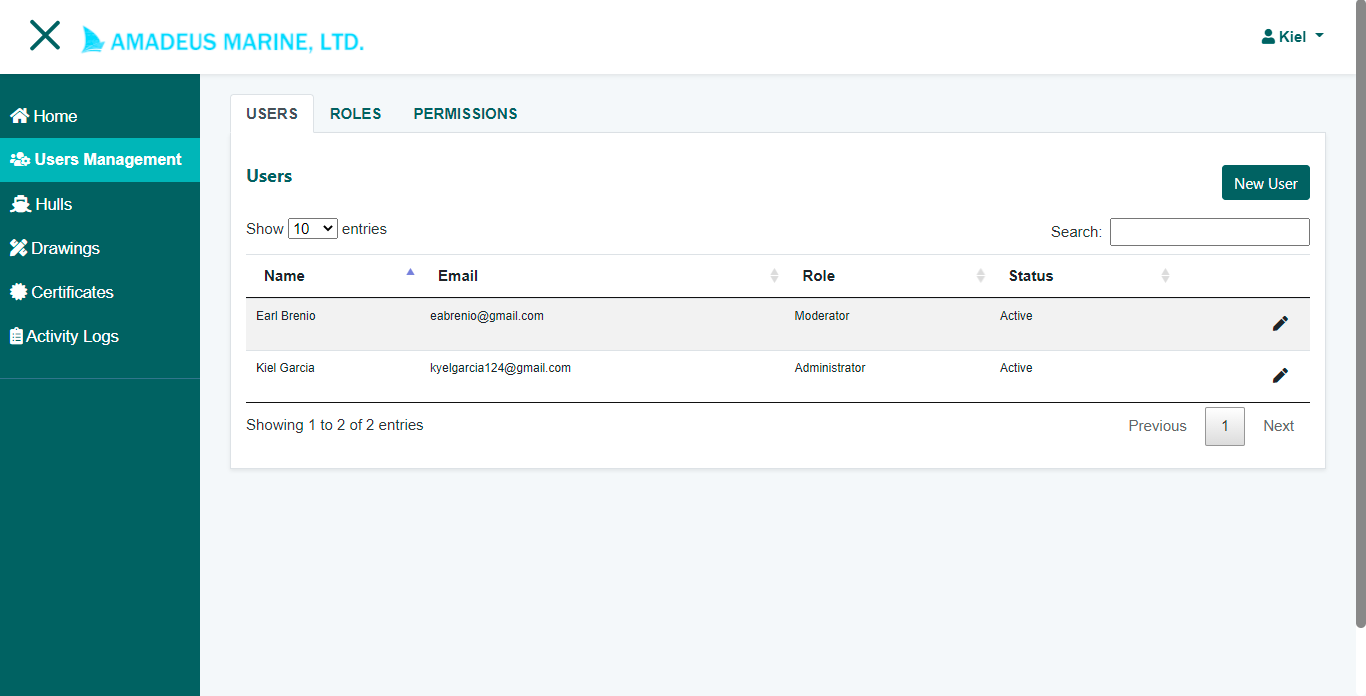 AMADEUS MARINE, LTD.
Kiel
Home
Users Management
Hulls
Drawings
Certificates
Activity Logs
USERS ROLES PERMISSIONS
Users
New User
Show 10 entries
Search:
Name Email Role Status
Earl Brenio eabrenio@gmail.com Moderator Active
Kiel Garcia kyelgarcia124@gmail.com Administrator Active
Showing 1 to 2 of 2 entries
Previous 1 Next